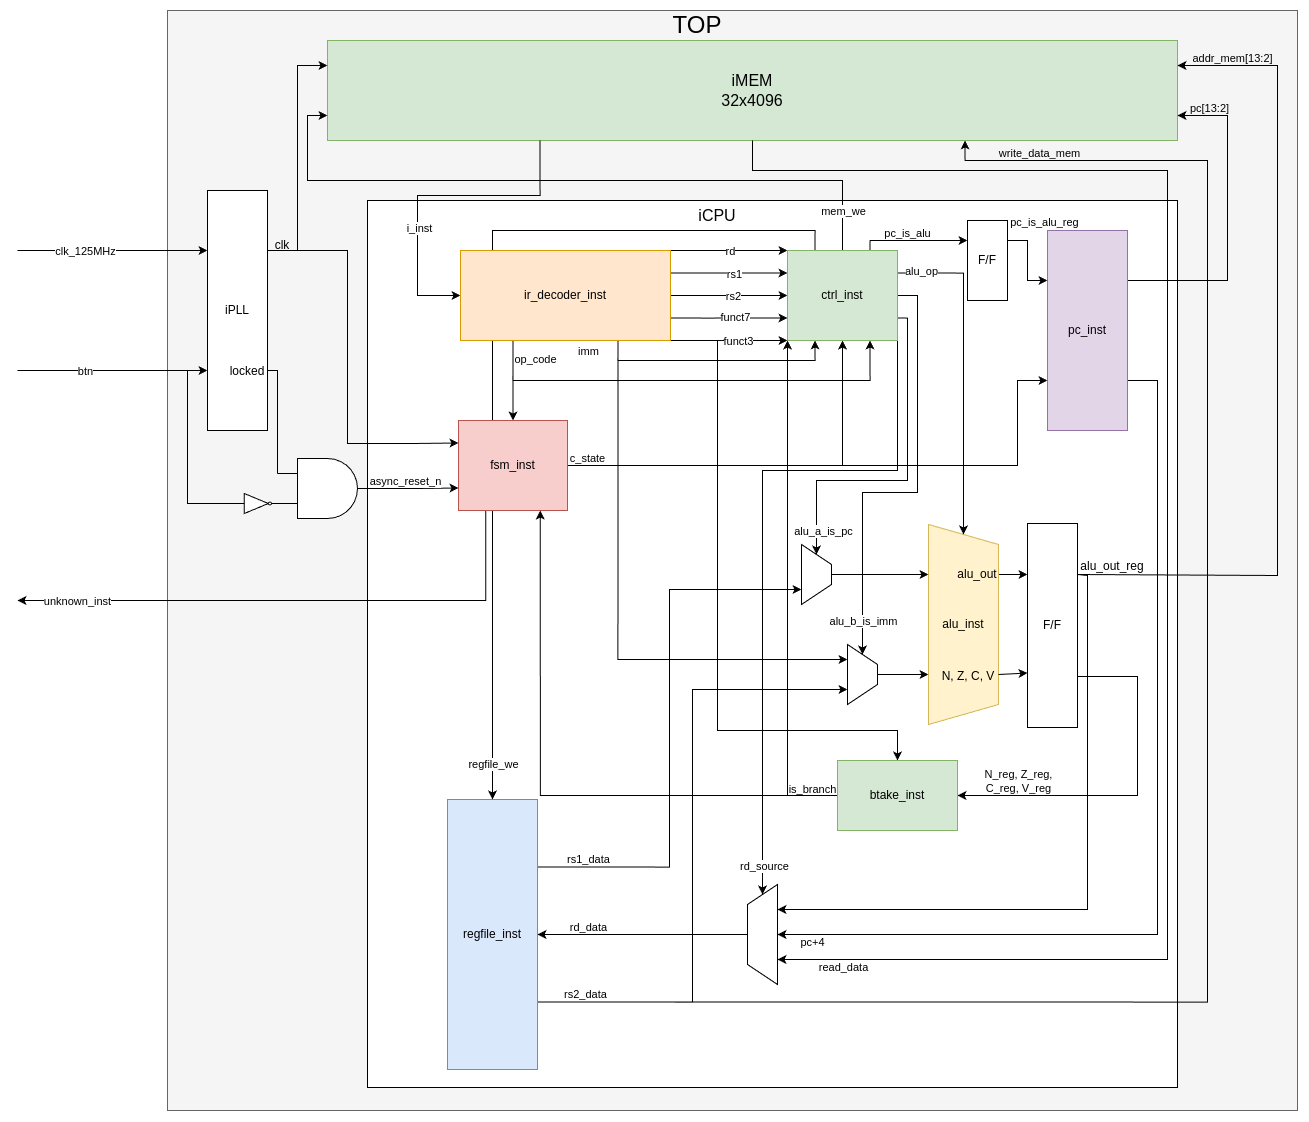 TOP
iMEM
32x4096
addr_mem[13:2]
pc[13:2]
write_data_mem
iCPU
mem_we
pc_is_alu_reg
i_inst
pc_is_alu
clk_125MHz
clk
rd
F/F
alu_op
rs1
ir_decoder_inst
rs2
ctrl_inst
iPLL
funct7
pc_inst
funct3
imm
op_code
btn
locked
c_state
fsm_inst
async_reset_n
alu_a_is_pc
alu_out
alu_out_reg
unknown_inst
alu_b_is_imm
alu_inst
F/F
N, Z, C, V
regfile_we
N_reg, Z_reg,
C_reg, V_reg
is_branch
btake_inst
rs1_data
rd_source
rd_data
regfile_inst
pc+4
read_data
rs2_data